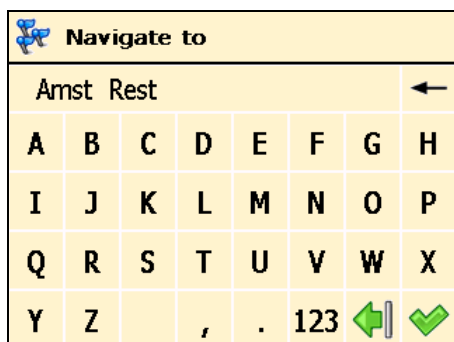 Navigate to
Amst Rest
A B C D E F G H
I J K L M N O P
Q R S T U V W X
Y Z , . 123